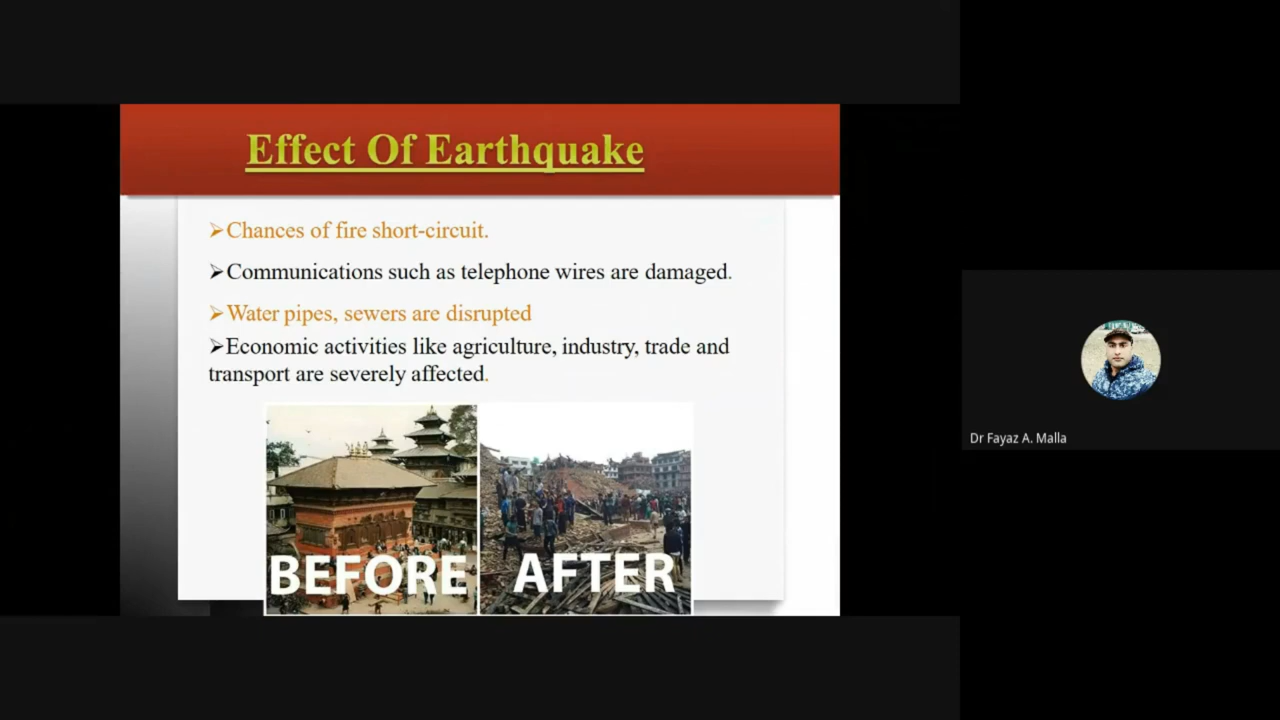 Effect Of Earthquake
➢Chances of fire short-circuit.
➢Communications such as telephone wires are damaged.
➢Water pipes, sewers are disrupted
➢Economic activities like agriculture, industry, trade and
transport are severely affected.
BEFORE
AFTER
Dr Fayaz A. Malla